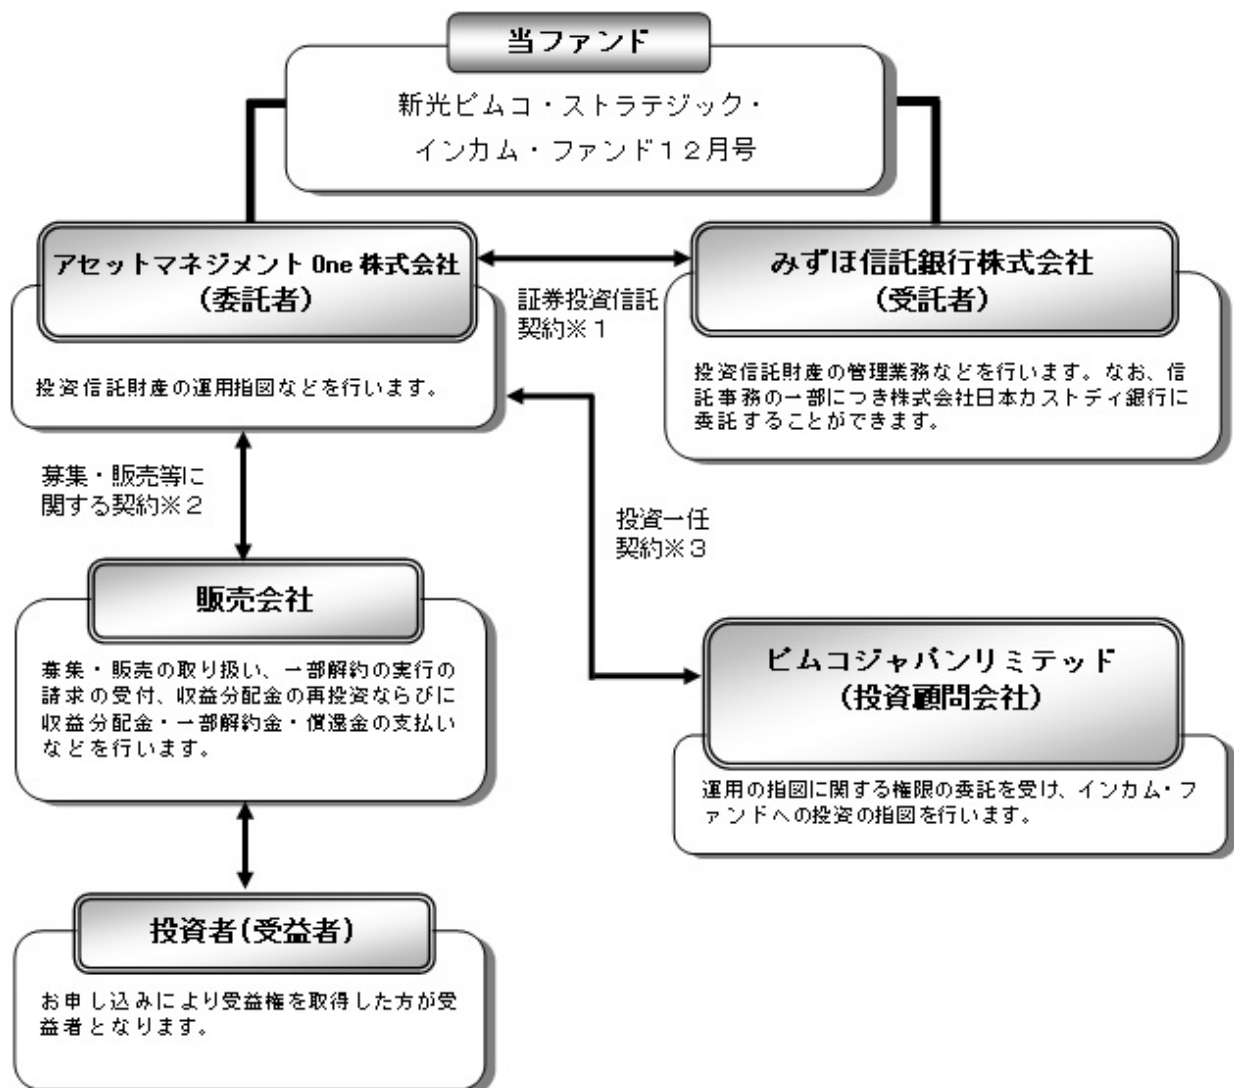 当ファンド
新光ピムコ・ストラテジック・
インカム・ファンド１２月号
アセットマネジメント One 株式会社
(委託者)
みずほ信託銀行株式会社
(受託者)
証券投資信託
契約※１
投資信託財産の運用指図などを行います。
投資信託財産の管理業務などを行います。なお、信
託事務の一部につき株式会社日本カストディ銀行に
委託することができます。
募集・販売等に
関する契約※２
投資一任
契約※３
販売会社
募集・販売の取り扱い、一部解約の実行の
請求の受付、収益分配金の再投資ならびに
収益分配金・一部解約金・償還金の支払い
などを行います。
ピムコジャパンリミテッド
(投資顧問会社)
運用の指図に関する権限の委託を受け、インカム・フ
ァンドへの投資の指図を行います。
投資者(受益者)
お申し込みにより受益権を取得した方が受
益者となります。